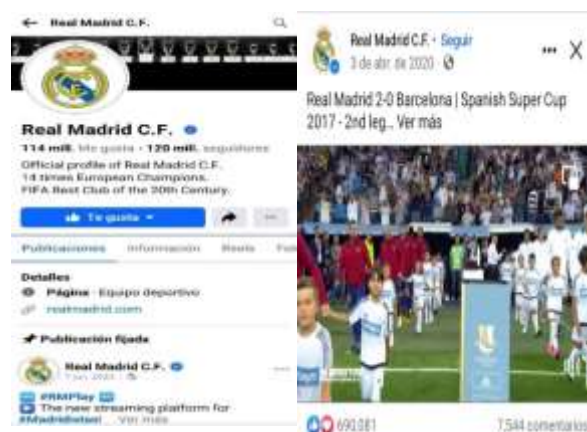 Real Madrid C.F.
Real Madrid C.F.
114 mill. Me gusta • 120 mill. seguidores
Official profile of Real Madrid C.F.
14 times European Champions.
FIFA Best Club of the 20th Century.
Te gusta
Publicaciones Información Reels
Detalles
Página · Equipo deportivo
realmadrid.com
Publicación fijada
Real Madrid C.F.
#RMPlay
The new streaming platform for
#Madridistas! ... Ver más
Real Madrid C.F. • Seguir
3 de abr. de 2020
Real Madrid 2-0 Barcelona | Spanish Super Cup
2017 - 2nd leg... Ver más
690.081 7.544 comentarios